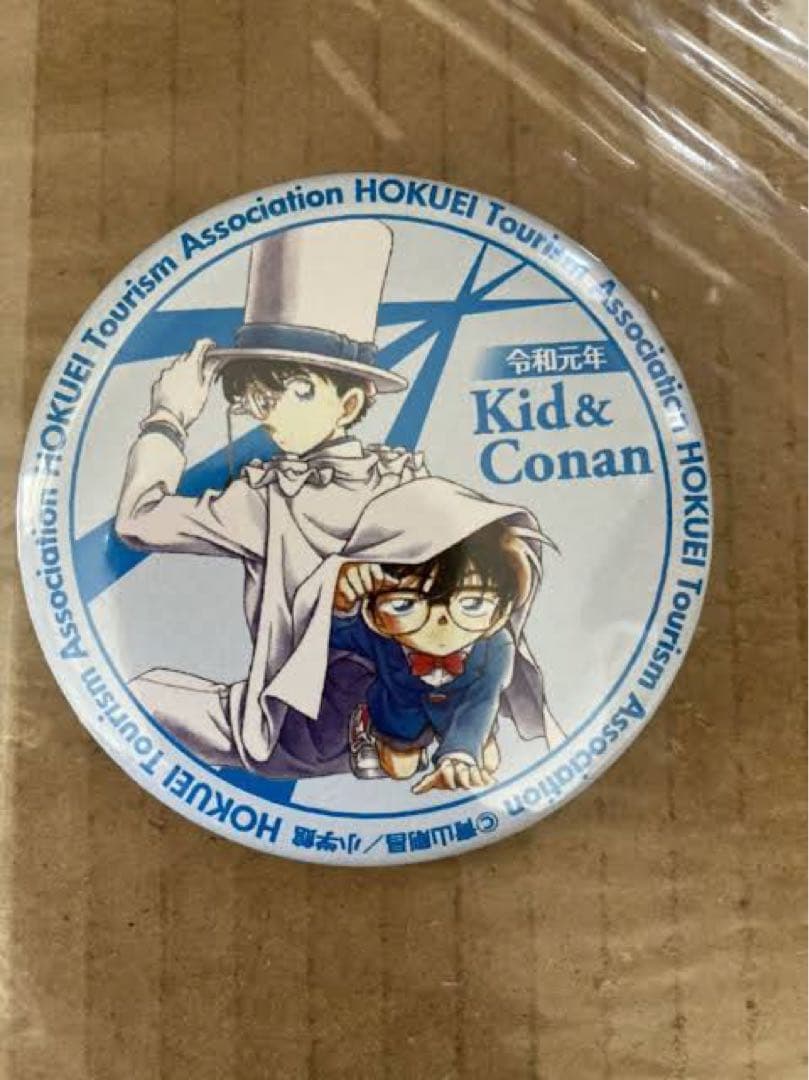 令和元年
Kid &
Conan
HOKUEI Tourism Association HOKUEI Tourism Association HOKUEI Tourism Association HOKUEI Tourism Association
©青山剛昌/小学館